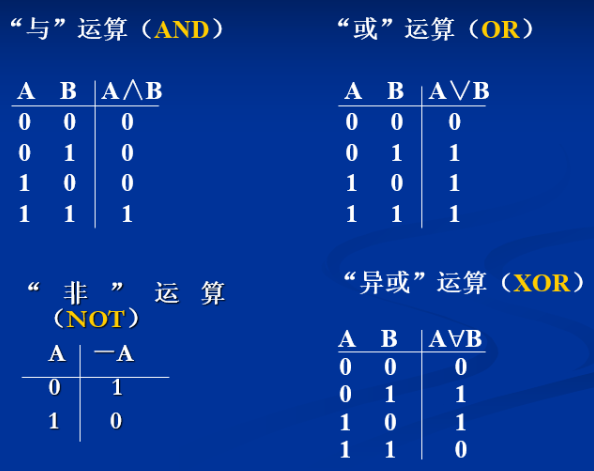 “与”运算（AND）
A B A∧B
0 0 0
0 1 0
1 0 0
1 1 1
“或”运算（OR）
A B A∨B
0 0 0
0 1 1
1 0 1
1 1 1
“非”运算
（NOT）
A －A
0 1
1 0
“异或”运算（XOR）
A B A∀B
0 0 0
0 1 1
1 0 1
1 1 0